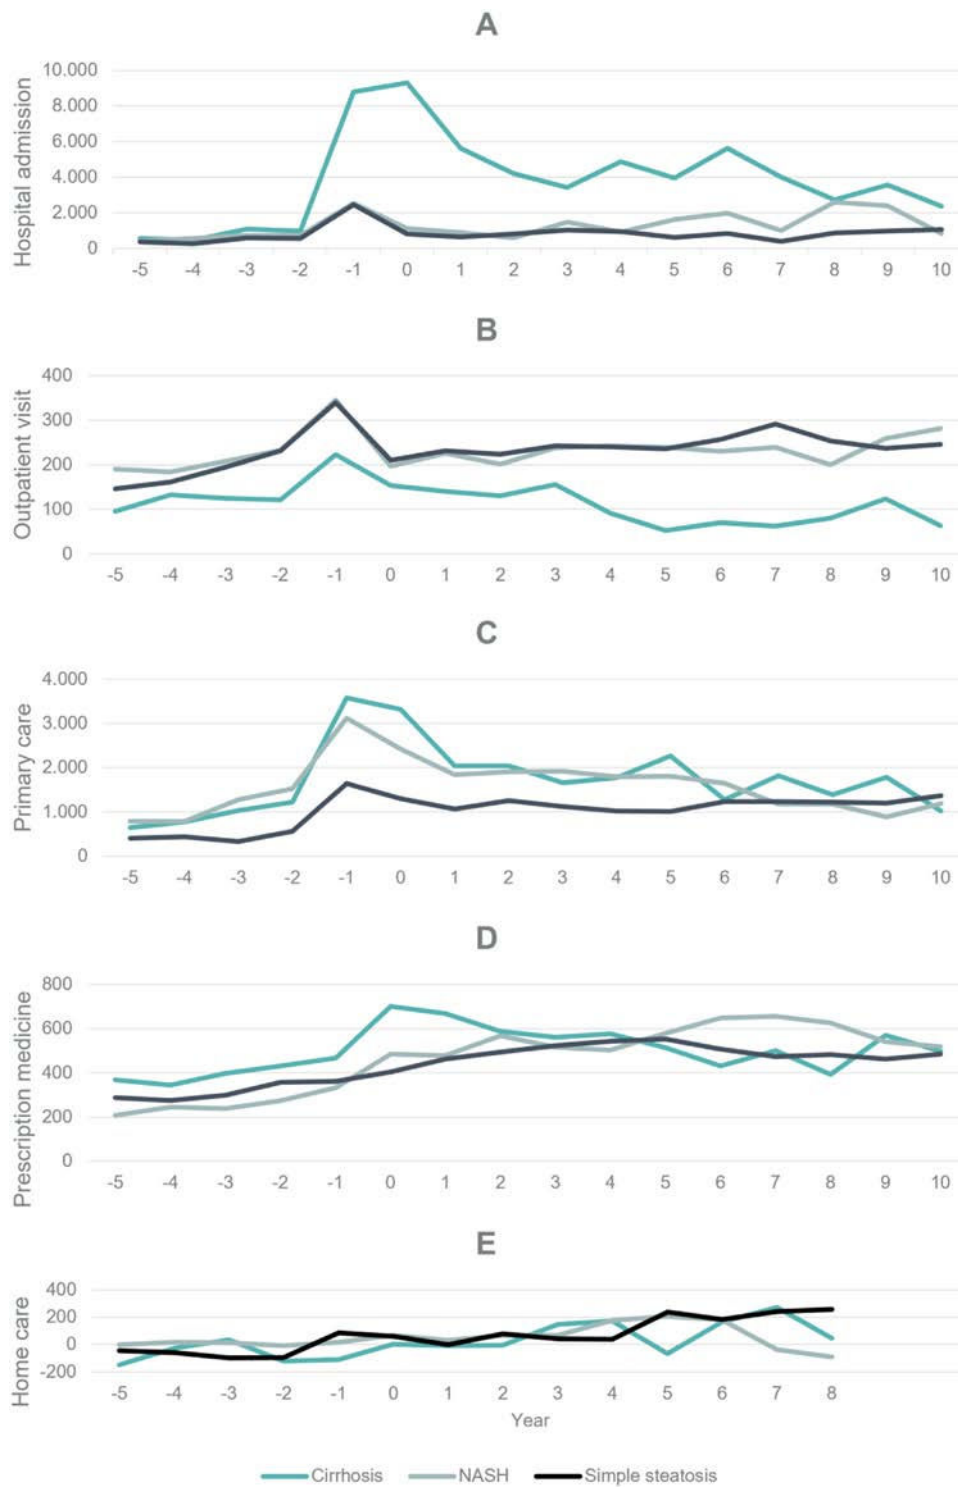 A
Hospital admission
10.000
8.000
6.000
4.000
2.000
0
-5 -4 -3 -2 -1 0 1 2 3 4 5 6 7 8 9 10
B
Outpatient visit
400
300
200
100
0
-5 -4 -3 -2 -1 0 1 2 3 4 5 6 7 8 9 10
C
Primary care
4.000
3.000
2.000
1.000
0
-5 -4 -3 -2 -1 0 1 2 3 4 5 6 7 8 9 10
D
Prescription medicine
800
600
400
200
0
-5 -4 -3 -2 -1 0 1 2 3 4 5 6 7 8 9 10
E
Home care
400
200
0
-200
-5 -4 -3 -2 -1 0 1 2 3 4 5 6 7 8
Year
Cirrhosis NASH Simple steatosis